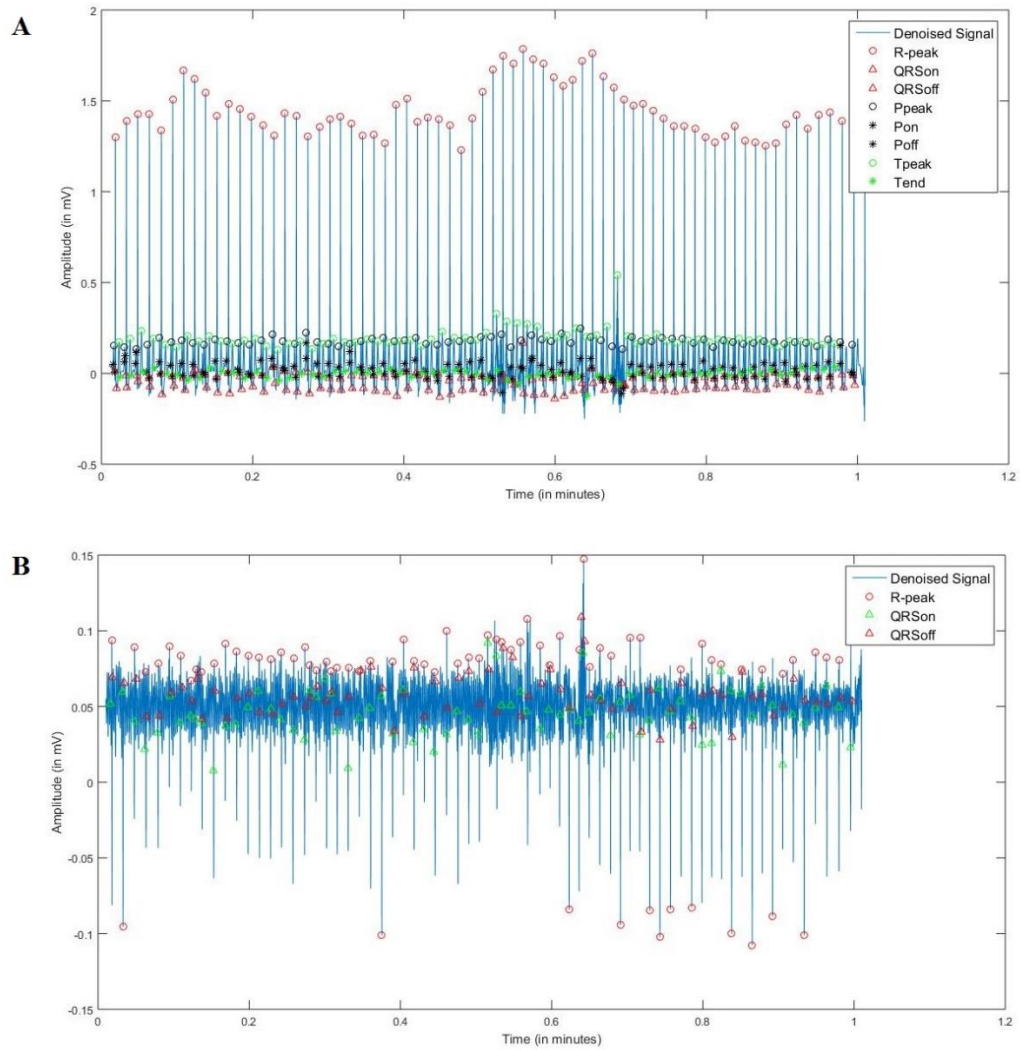 A
2
1.5
1
0.5
0
-0.5
Amplitude (in mV)
0
0.2
0.4
0.6
0.8
1
1.2
Time (in minutes)
Denoised Signal
R-peak
QRSon
QRSoff
Ppeak
Pon
Poff
Tpeak
Tend
B
0.15
0.1
0.05
0
-0.05
-0.1
-0.15
Amplitude (in mV)
0
0.2
0.4
0.6
0.8
1
1.2
Time (in minutes)
Denoised Signal
R-peak
QRSon
QRSoff